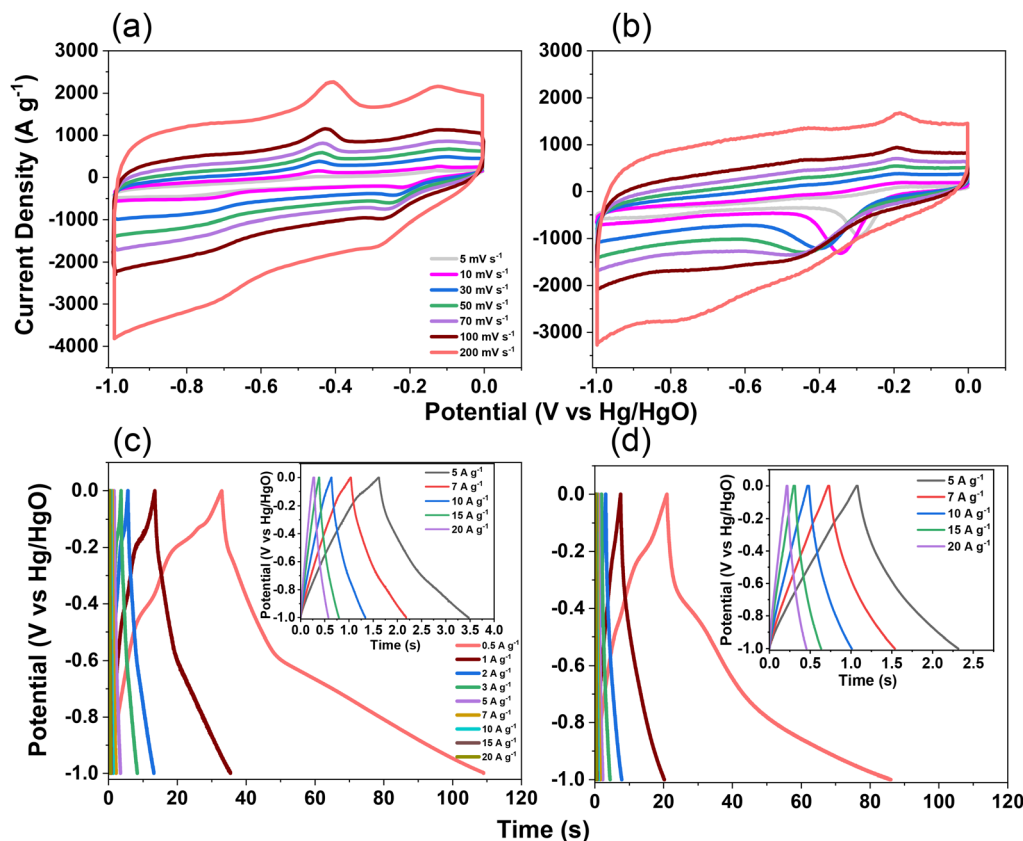 (a)
(b)
3000
2000
1000
0
-1000
-2000
-3000
-4000
Current Density (A g⁻¹)
5 mV s⁻¹
10 mV s⁻¹
30 mV s⁻¹
50 mV s⁻¹
70 mV s⁻¹
100 mV s⁻¹
200 mV s⁻¹
-1.0 -0.8 -0.6 -0.4 -0.2 0.0
3000
2000
1000
0
-1000
-2000
-3000
-1.0 -0.8 -0.6 -0.4 -0.2 0.0
Potential (V vs Hg/HgO)
(c)
(d)
Potential (V vs Hg/HgO)
0.0
-0.2
-0.4
-0.6
-0.8
-1.0
0 20 40 60 80 100 120
Potential (V vs Hg/HgO)
0.0
-0.2
-0.4
-0.6
-0.8
-1.0
0.0 0.5 1.0 1.5 2.0 2.5 3.0 3.5 4.0
Time (s)
5 A g⁻¹
7 A g⁻¹
10 A g⁻¹
15 A g⁻¹
20 A g⁻¹
0.5 A g⁻¹
1 A g⁻¹
2 A g⁻¹
3 A g⁻¹
5 A g⁻¹
7 A g⁻¹
10 A g⁻¹
15 A g⁻¹
20 A g⁻¹
0.0
-0.2
-0.4
-0.6
-0.8
-1.0
0 20 40 60 80 100 120
Potential (V vs Hg/HgO)
0.0
-0.2
-0.4
-0.6
-0.8
-1.0
0.0 0.5 1.0 1.5 2.0 2.5
Time (s)
5 A g⁻¹
7 A g⁻¹
10 A g⁻¹
15 A g⁻¹
20 A g⁻¹
Time (s)